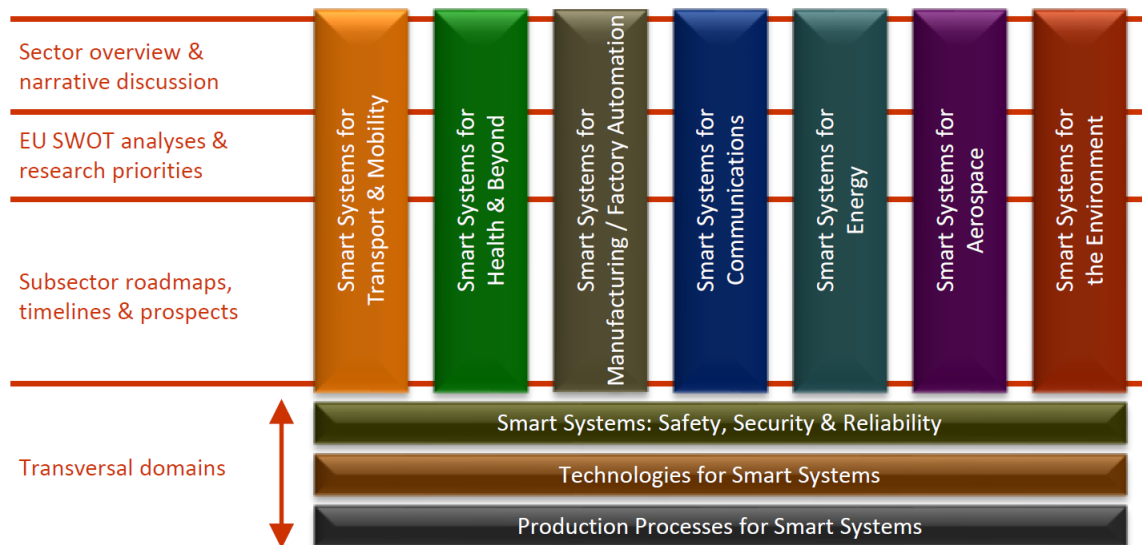 Sector overview &
narrative discussion
EU SWOT analyses &
research priorities
Subsector roadmaps,
timelines & prospects
Transversal domains
Smart Systems for
Transport & Mobility
Smart Systems for
Health & Beyond
Smart Systems for
Manufacturing / Factory Automation
Smart Systems for
Communications
Smart Systems for
Energy
Smart Systems for
Aerospace
Smart Systems for
the Environment
Smart Systems: Safety, Security & Reliability
Technologies for Smart Systems
Production Processes for Smart Systems